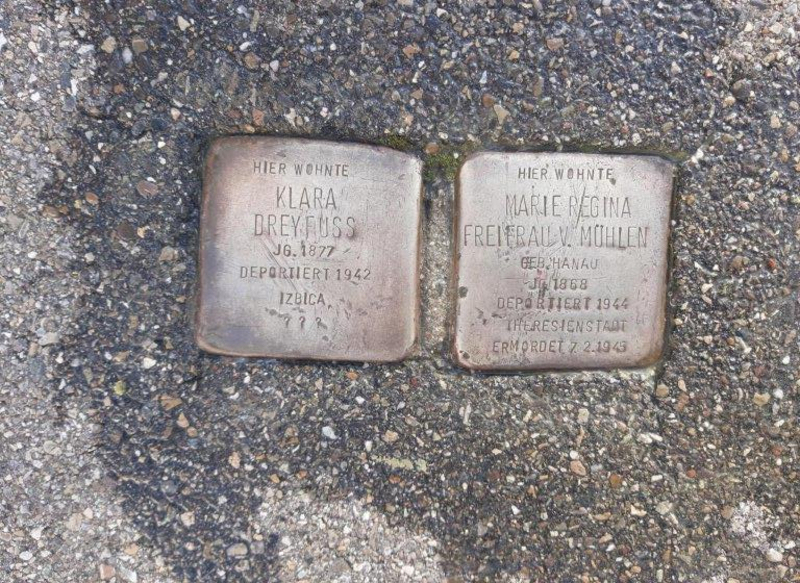 HIER WOHNTE
KLARA
DREYFUSS
JG. 1877
DEPORTIERT 1942
IZBICA
? ? ?
HIER WOHNTE
MARIE REGINA
FREIFRAU V. MÜHLEN
GEB. HANAU
JG. 1868
DEPORTIERT 1944
THERESIENSTADT
ERMORDET 7.2.1945